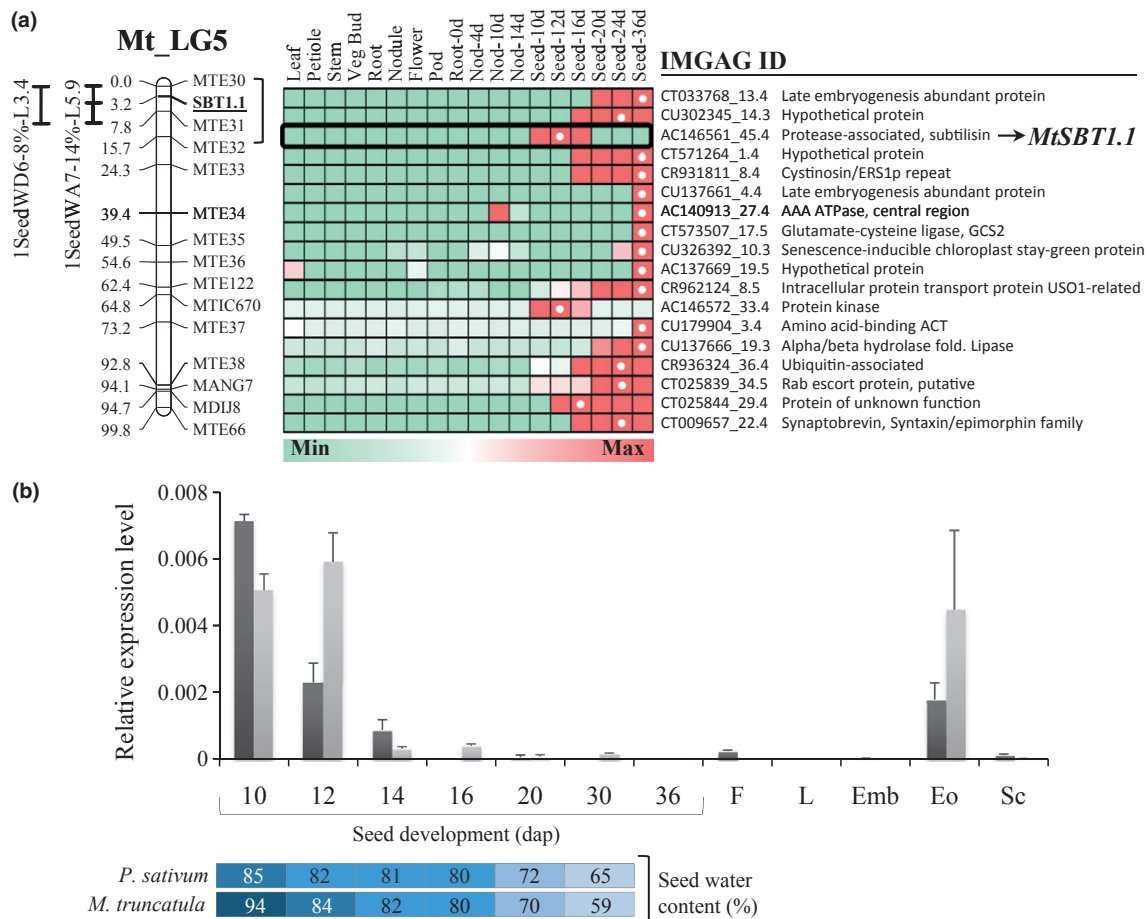 (a)
Mt_LG5
1SeedWD6-8%-L3.4
1SeedWA7-14%-L5.9
0.0 MTE30
3.2 SBT1.1
7.8 MTE31
15.7 MTE32
24.3 MTE33
39.4 MTE34
49.5 MTE35
54.6 MTE36
62.4 MTE122
64.8 MTIC670
73.2 MTE37
92.8 MTE38
94.1 MANG7
94.7 MDIJ8
99.8 MTE66
Leaf
Petiole
Stem
Veg Bud
Root
Nodule
Flower
Pod
Root-0d
Nod-4d
Nod-10d
Nod-14d
Seed-10d
Seed-12d
Seed-16d
Seed-20d
Seed-24d
Seed-36d
IMGAG ID
CT033768_13.4 Late embryogenesis abundant protein
CU302345_14.3 Hypothetical protein
AC146561_45.4 Protease-associated, subtilisin → MtSBT1.1
CT571264_1.4 Hypothetical protein
CR931811_8.4 Cystinosin/ERS1p repeat
CU137661_4.4 Late embryogenesis abundant protein
AC140913_27.4 AAA ATPase, central region
CT573507_17.5 Glutamate-cysteine ligase, GCS2
CU326392_10.3 Senescence-inducible chloroplast stay-green protein
AC137669_19.5 Hypothetical protein
CR962124_8.5 Intracellular protein transport protein USO1-related
AC146572_33.4 Protein kinase
CU179904_3.4 Amino acid-binding ACT
CU137666_19.3 Alpha/beta hydrolase fold. Lipase
CR936324_36.4 Ubiquitin-associated
CT025839_34.5 Rab escort protein, putative
CT025844_29.4 Protein of unknown function
CT009657_22.4 Synaptobrevin, Syntaxin/epimorphin family
Min Max
(b)
Relative expression level
0.008
0.006
0.004
0.002
0
10 12 14 16 20 30 36 F L Emb Eo Sc
Seed development (dap)
P. sativum 85 82 81 80 72 65
M. truncatula 94 84 82 80 70 59
Seed water
content (%)